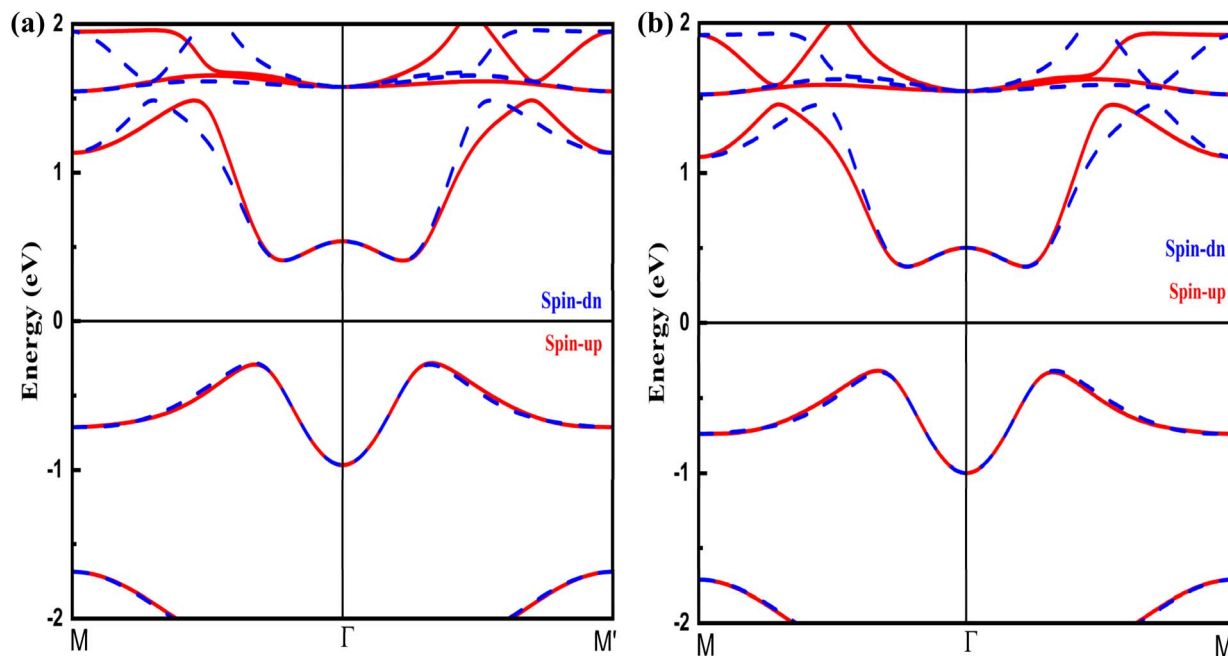 (a)
2
1
0
-1
-2
Energy (eV)
Spin-dn
Spin-up
M
Γ
M'
(b)
2
1
0
-1
-2
Energy (eV)
Spin-dn
Spin-up
M
Γ
M